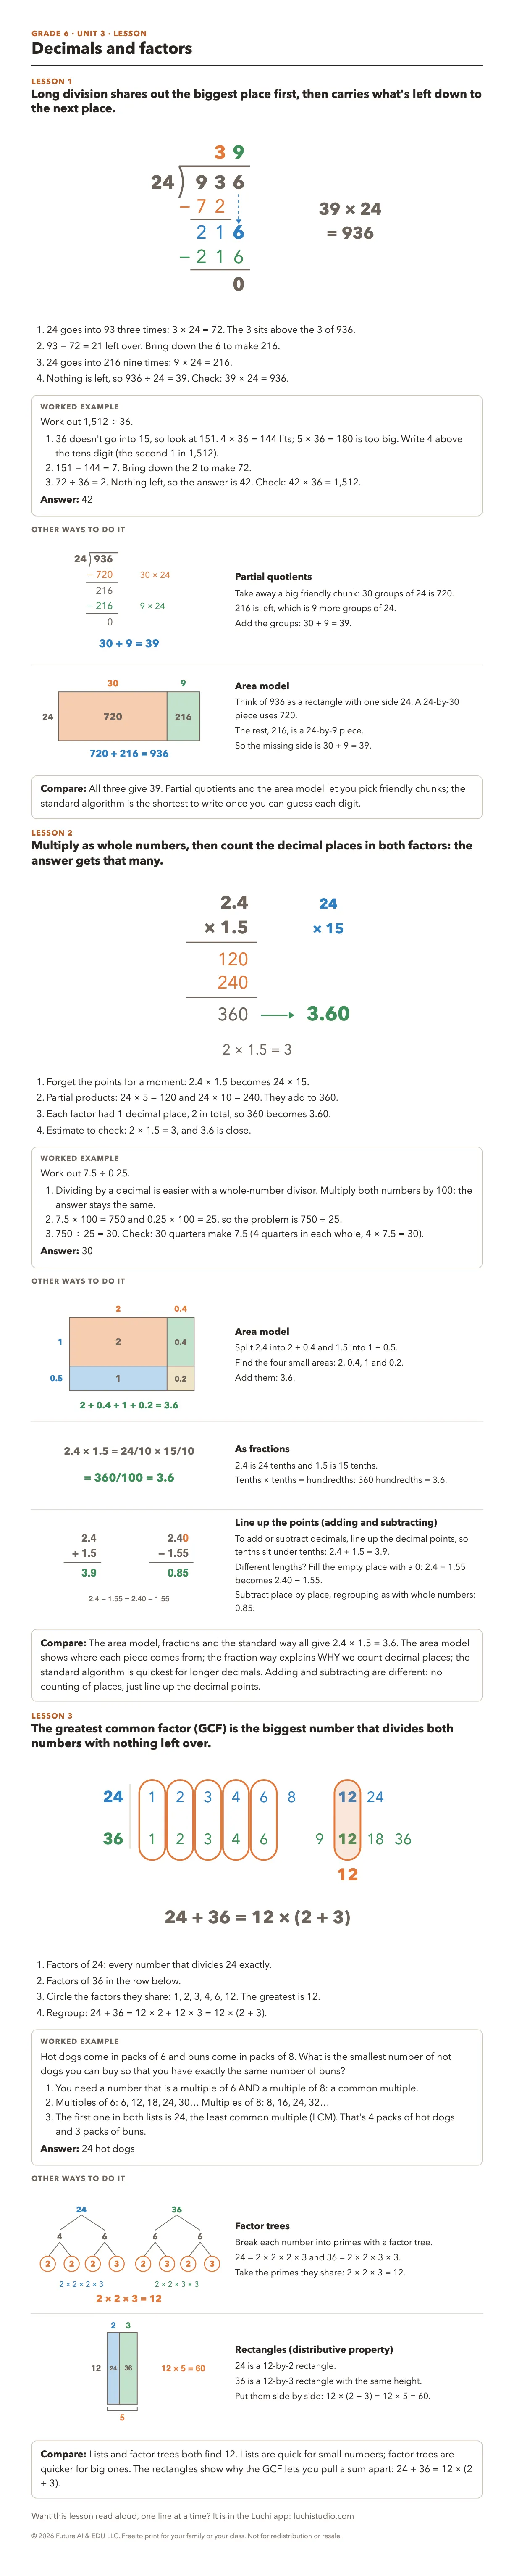 GRADE 6 · UNIT 3 · LESSON
Decimals and factors
LESSON 1
Long division shares out the biggest place first, then carries what's left down to
the next place.
3 9
24 ) 9 3 6
− 7 2
2 1 6
− 2 1 6
0
39 × 24
= 936
1. 24 goes into 93 three times: 3 × 24 = 72. The 3 sits above the 3 of 936.
2. 93 − 72 = 21 left over. Bring down the 6 to make 216.
3. 24 goes into 216 nine times: 9 × 24 = 216.
4. Nothing is left, so 936 ÷ 24 = 39. Check: 39 × 24 = 936.
WORKED EXAMPLE
Work out 1,512 ÷ 36.
1. 36 doesn't go into 15, so look at 151. 4 × 36 = 144 fits; 5 × 36 = 180 is too big. Write 4 above
the tens digit (the second 1 in 1,512).
2. 151 − 144 = 7. Bring down the 2 to make 72.
3. 72 ÷ 36 = 2. Nothing left, so the answer is 42. Check: 42 × 36 = 1,512.
Answer: 42
OTHER WAYS TO DO IT
24 ) 936
− 720 30 × 24
216
− 216 9 × 24
0
30 + 9 = 39
Partial quotients
Take away a big friendly chunk: 30 groups of 24 is 720.
216 is left, which is 9 more groups of 24.
Add the groups: 30 + 9 = 39.
30 9
24 720 216
720 + 216 = 936
Area model
Think of 936 as a rectangle with one side 24. A 24-by-30
piece uses 720.
The rest, 216, is a 24-by-9 piece.
So the missing side is 30 + 9 = 39.
Compare: All three give 39. Partial quotients and the area model let you pick friendly chunks; the
standard algorithm is the shortest to write once you can guess each digit.
LESSON 2
Multiply as whole numbers, then count the decimal places in both factors: the
answer gets that many.
2.4
× 1.5
120
240
360
24
× 15
3.60
2 × 1.5 = 3
1. Forget the points for a moment: 2.4 × 1.5 becomes 24 × 15.
2. Partial products: 24 × 5 = 120 and 24 × 10 = 240. They add to 360.
3. Each factor had 1 decimal place, 2 in total, so 360 becomes 3.60.
4. Estimate to check: 2 × 1.5 = 3, and 3.6 is close.
WORKED EXAMPLE
Work out 7.5 ÷ 0.25.
1. Dividing by a decimal is easier with a whole-number divisor. Multiply both numbers by 100: the
answer stays the same.
2. 7.5 × 100 = 750 and 0.25 × 100 = 25, so the problem is 750 ÷ 25.
3. 750 ÷ 25 = 30. Check: 30 quarters make 7.5 (4 quarters in each whole, 4 × 7.5 = 30).
Answer: 30
OTHER WAYS TO DO IT
2 0.4
1 2 0.4
0.5 1 0.2
2 + 0.4 + 1 + 0.2 = 3.6
Area model
Split 2.4 into 2 + 0.4 and 1.5 into 1 + 0.5.
Find the four small areas: 2, 0.4, 1 and 0.2.
Add them: 3.6.
2.4 × 1.5 = 24/10 × 15/10
= 360/100 = 3.6
As fractions
2.4 is 24 tenths and 1.5 is 15 tenths.
Tenths × tenths = hundredths: 360 hundredths = 3.6.
2.4 2.40
+ 1.5 − 1.55
3.9 0.85
2.4 − 1.55 = 2.40 − 1.55
Line up the points (adding and subtracting)
To add or subtract decimals, line up the decimal points, so
tenths sit under tenths: 2.4 + 1.5 = 3.9.
Different lengths? Fill the empty place with a 0: 2.4 − 1.55
becomes 2.40 − 1.55.
Subtract place by place, regrouping as with whole numbers:
0.85.
Compare: The area model, fractions and the standard way all give 2.4 × 1.5 = 3.6. The area model
shows where each piece comes from; the fraction way explains WHY we count decimal places; the
standard algorithm is quickest for longer decimals. Adding and subtracting are different: no
counting of places, just line up the decimal points.
LESSON 3
The greatest common factor (GCF) is the biggest number that divides both
numbers with nothing left over.
24 1 2 3 4 6 8 12 24
36 1 2 3 4 6 9 12 18 36
12
24 + 36 = 12 × (2 + 3)
1. Factors of 24: every number that divides 24 exactly.
2. Factors of 36 in the row below.
3. Circle the factors they share: 1, 2, 3, 4, 6, 12. The greatest is 12.
4. Regroup: 24 + 36 = 12 × 2 + 12 × 3 = 12 × (2 + 3).
WORKED EXAMPLE
Hot dogs come in packs of 6 and buns come in packs of 8. What is the smallest number of hot
dogs you can buy so that you have exactly the same number of buns?
1. You need a number that is a multiple of 6 AND a multiple of 8: a common multiple.
2. Multiples of 6: 6, 12, 18, 24, 30… Multiples of 8: 8, 16, 24, 32…
3. The first one in both lists is 24, the least common multiple (LCM). That's 4 packs of hot dogs
and 3 packs of buns.
Answer: 24 hot dogs
OTHER WAYS TO DO IT
24 36
4 6 6 6
2 2 2 3 2 3 2 3
2 × 2 × 2 × 3 2 × 2 × 3 × 3
2 × 2 × 3 = 12
Factor trees
Break each number into primes with a factor tree.
24 = 2 × 2 × 2 × 3 and 36 = 2 × 2 × 3 × 3.
Take the primes they share: 2 × 2 × 3 = 12.
2 3
12 24 36 12 × 5 = 60
5
Rectangles (distributive property)
24 is a 12-by-2 rectangle.
36 is a 12-by-3 rectangle with the same height.
Put them side by side: 12 × (2 + 3) = 12 × 5 = 60.
Compare: Lists and factor trees both find 12. Lists are quick for small numbers; factor trees are
quicker for big ones. The rectangles show why the GCF lets you pull a sum apart: 24 + 36 = 12 × (2
+ 3).
Want this lesson read aloud, one line at a time? It is in the Luchi app: luchistudio.com
© 2026 Future AI & EDU LLC. Free to print for your family or your class. Not for redistribution or resale.